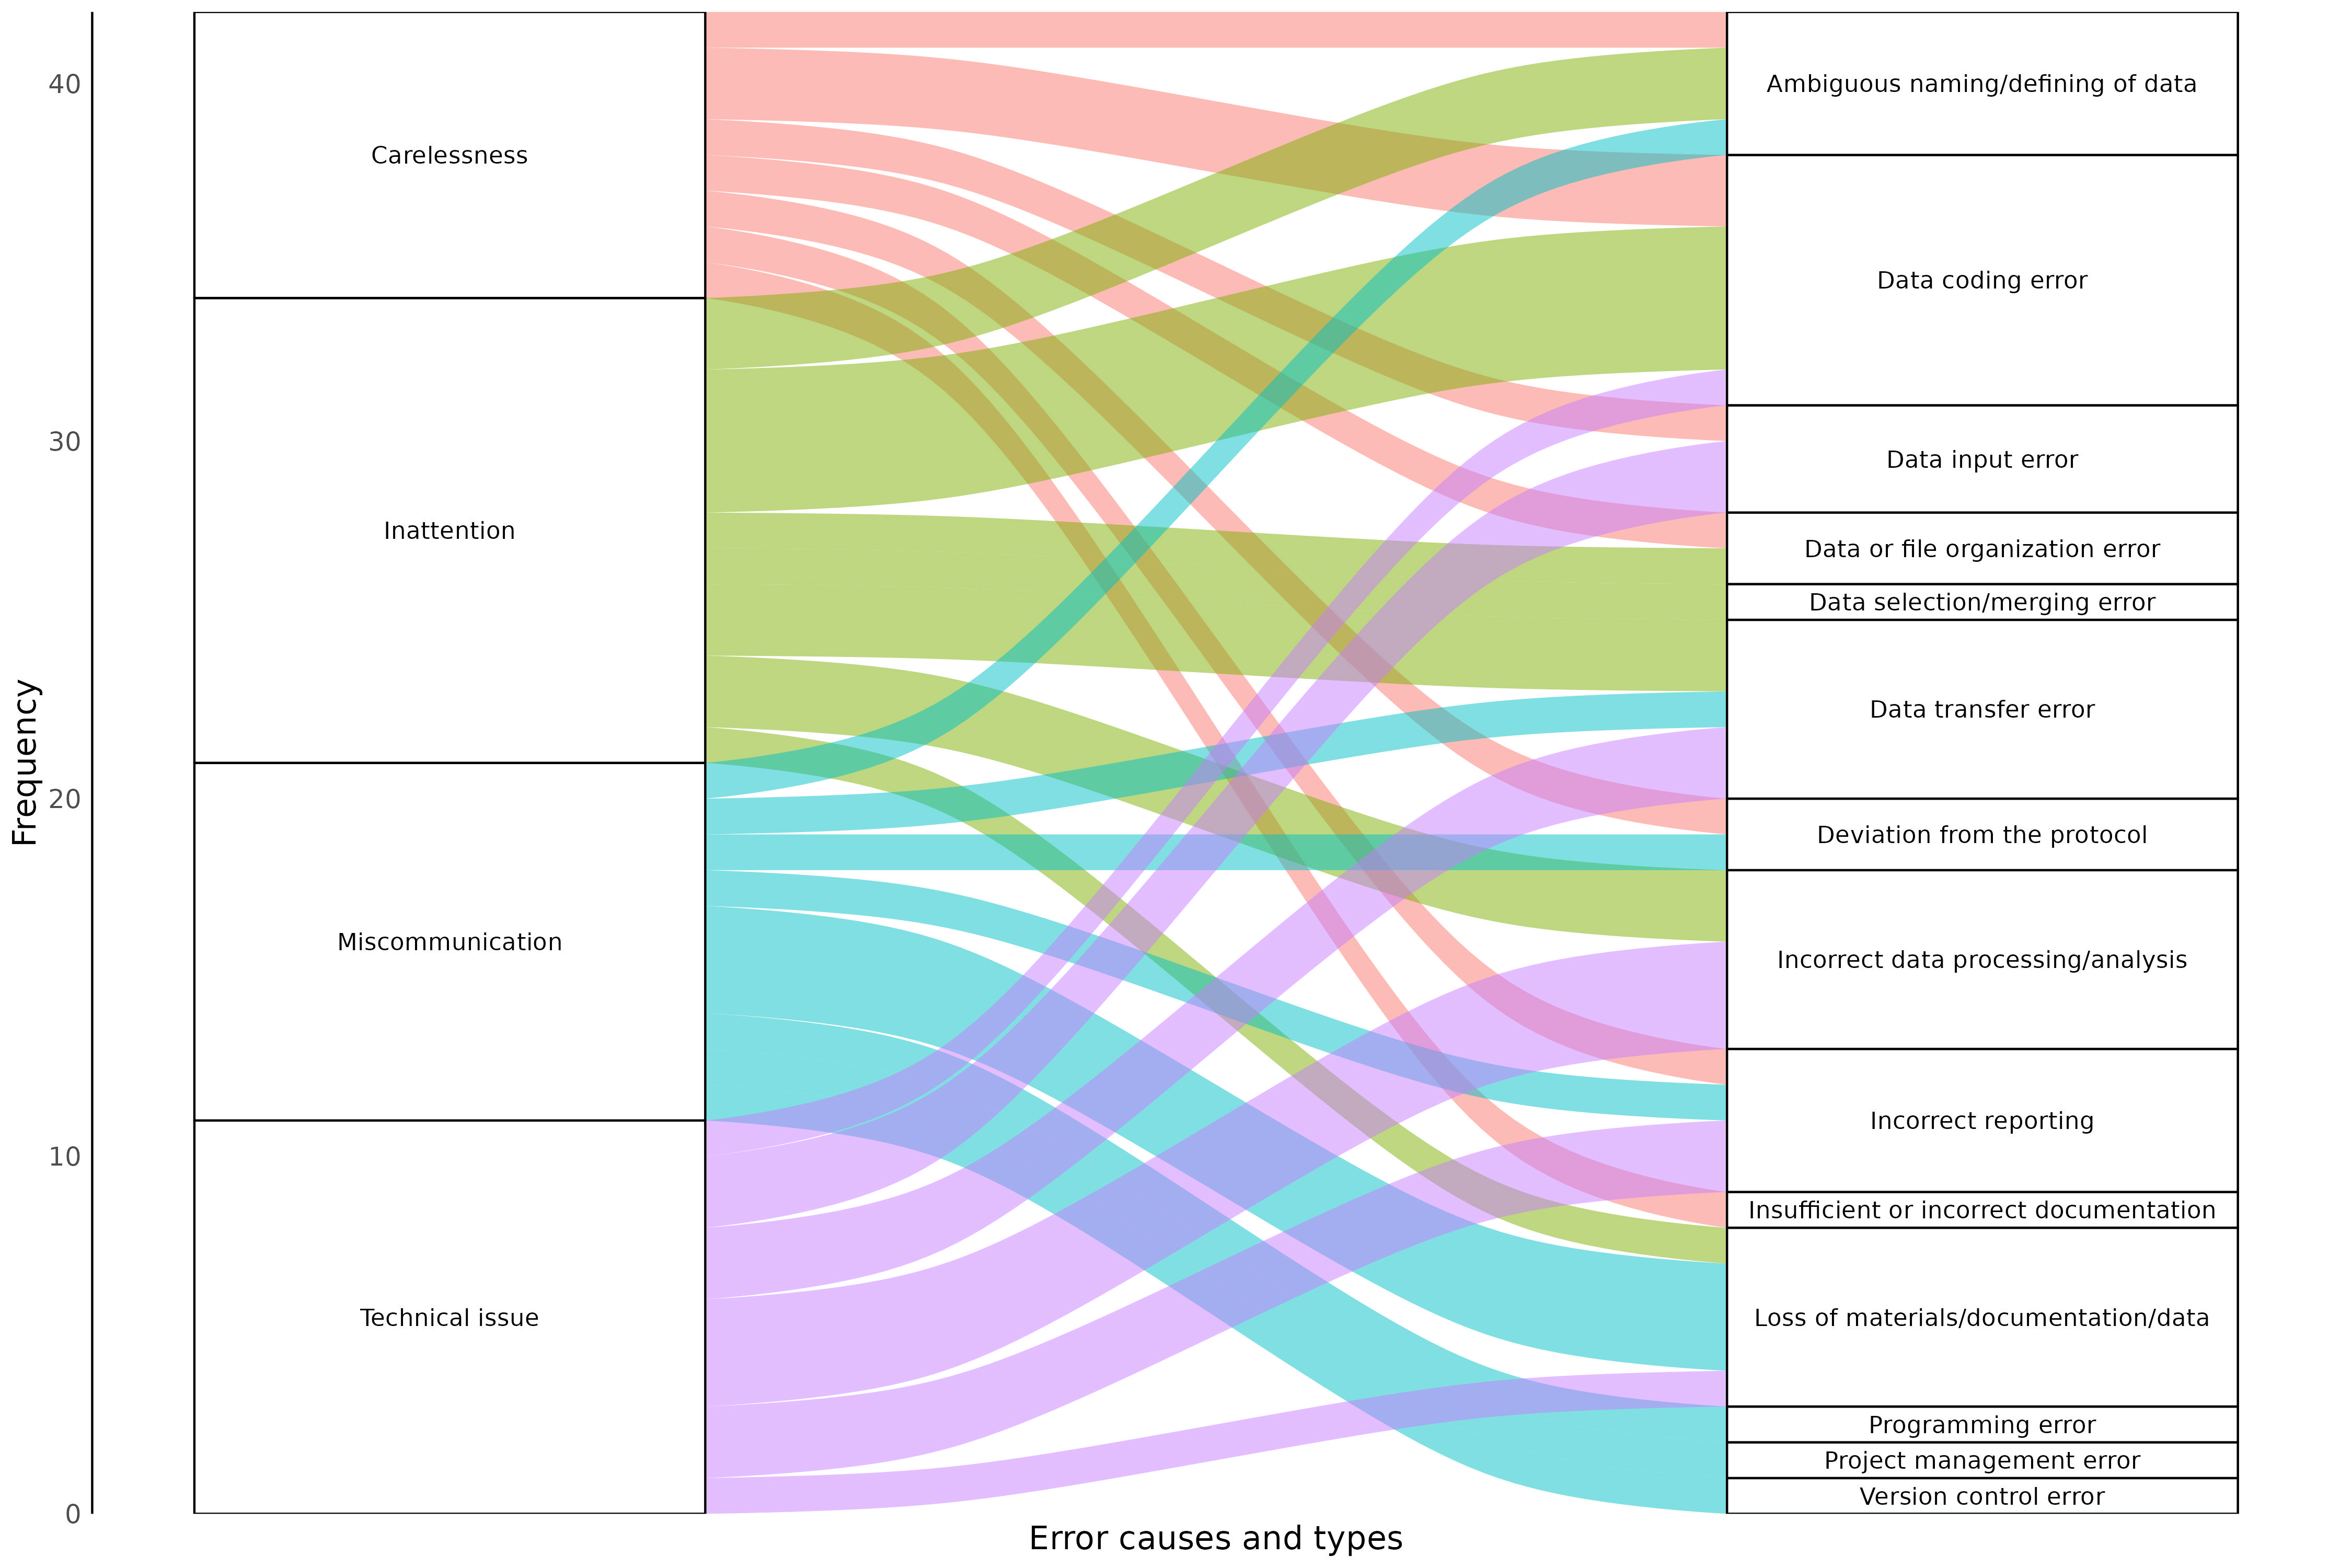 Frequency
40
30
20
10
0
Carelessness
Inattention
Miscommunication
Technical issue
Ambiguous naming/defining of data
Data coding error
Data input error
Data or file organization error
Data selection/merging error
Data transfer error
Deviation from the protocol
Incorrect data processing/analysis
Incorrect reporting
Insufficient or incorrect documentation
Loss of materials/documentation/data
Programming error
Project management error
Version control error
Error causes and types